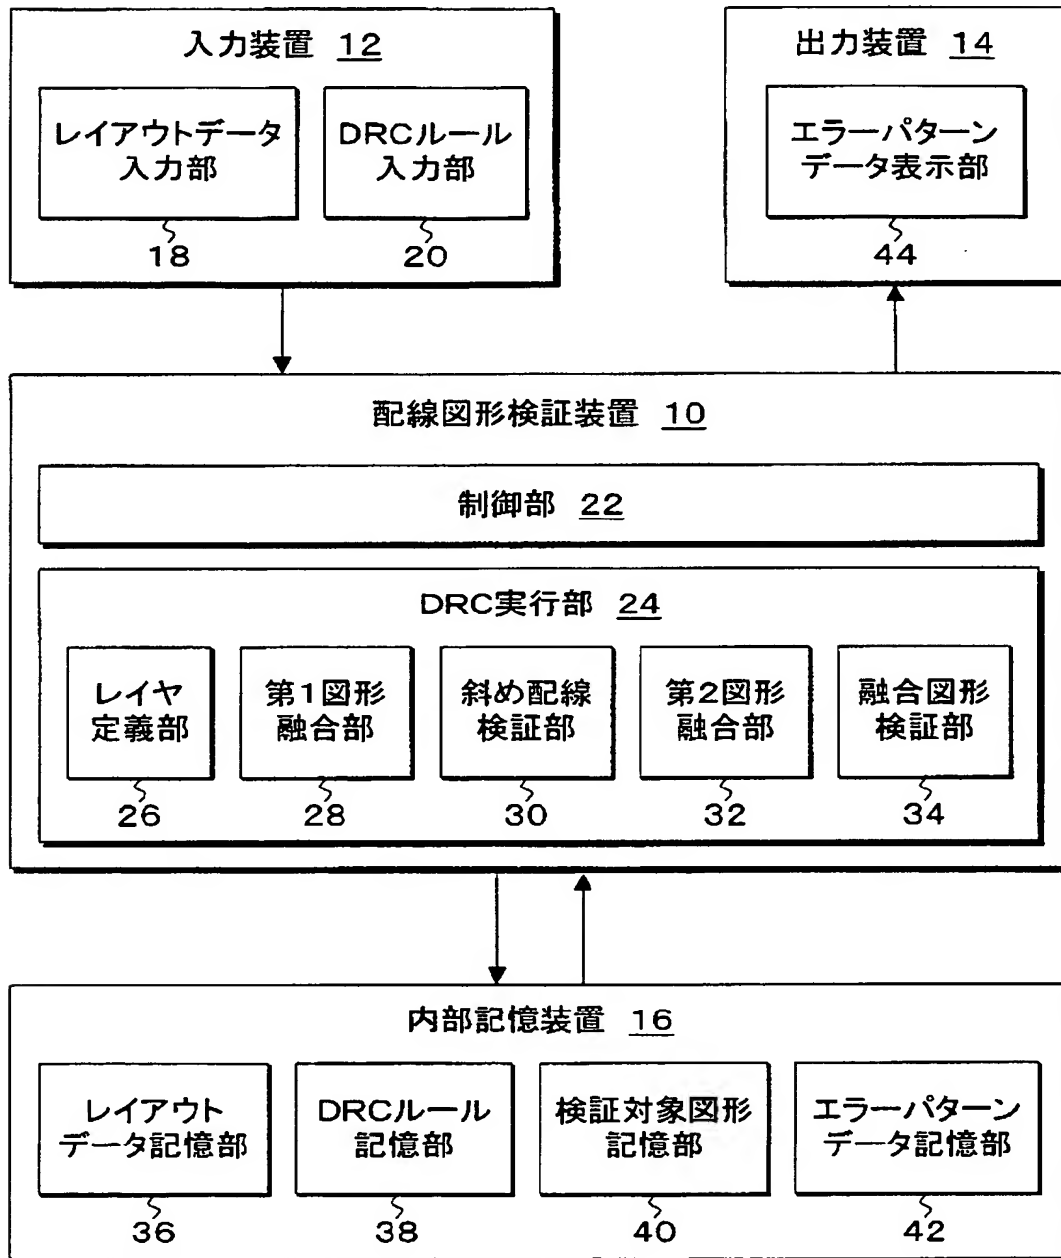 入力装置 12
レイアウトデータ
入力部
18
DRCルール
入力部
20
出力装置 14
エラーパターン
データ表示部
44
配線図形検証装置 10
制御部 22
DRC実行部 24
レイヤ
定義部
26
第1図形
融合部
28
斜め配線
検証部
30
第2図形
融合部
32
融合図形
検証部
34
内部記憶装置 16
レイアウト
データ記憶部
36
DRCルール
記憶部
38
検証対象図形
記憶部
40
エラーパターン
データ記憶部
42